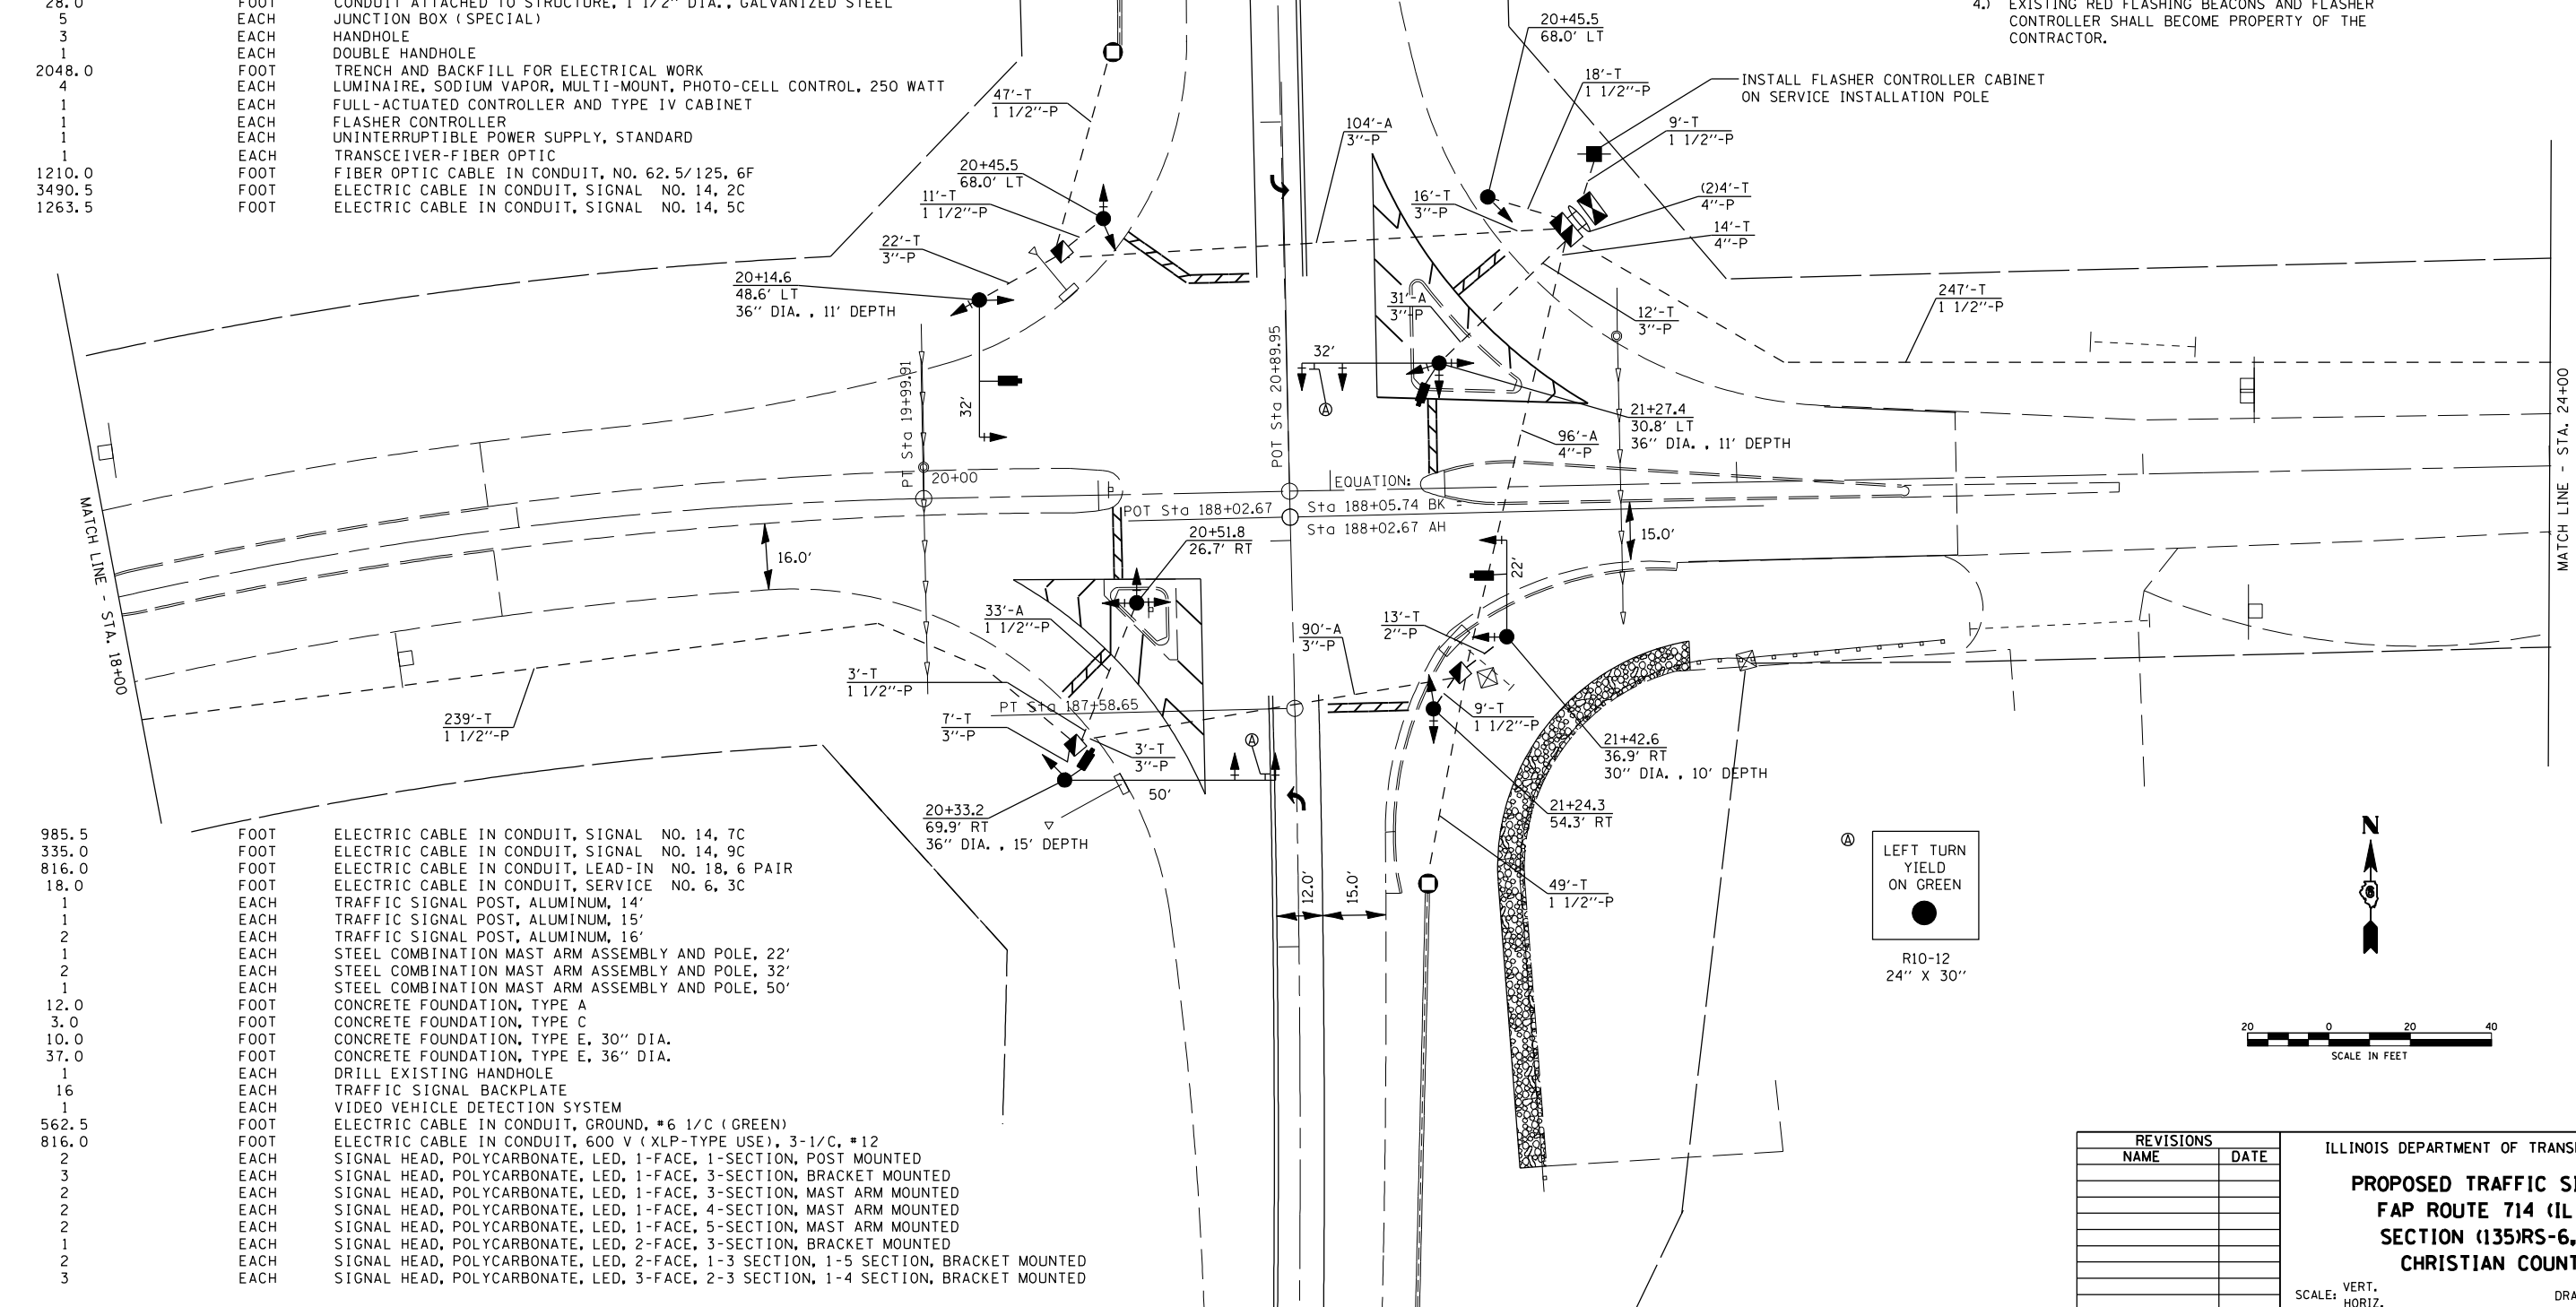 28.0 FOOT CONDUIT ATTACHED TO STRUCTURE, 1 1/2" DIA., GALVANIZED STEEL
5 EACH JUNCTION BOX (SPECIAL)
3 EACH HANDHOLE
1 EACH DOUBLE HANDHOLE
2048.0 FOOT TRENCH AND BACKFILL FOR ELECTRICAL WORK
4 EACH LUMINAIRE, SODIUM VAPOR, MULTI-MOUNT, PHOTO-CELL CONTROL, 250 WATT
1 EACH FULL-ACTUATED CONTROLLER AND TYPE IV CABINET
1 EACH FLASHER CONTROLLER
1 EACH UNINTERRUPTIBLE POWER SUPPLY, STANDARD
1 EACH TRANSCEIVER-FIBER OPTIC
1210.0 FOOT FIBER OPTIC CABLE IN CONDUIT, NO. 62.5/125, 6F
3490.5 FOOT ELECTRIC CABLE IN CONDUIT, SIGNAL NO. 14, 2C
1263.5 FOOT ELECTRIC CABLE IN CONDUIT, SIGNAL NO. 14, 5C
4.) EXISTING RED FLASHING BEACONS AND FLASHER
CONTROLLER SHALL BECOME PROPERTY OF THE
CONTRACTOR.
20+45.5
68.0' LT
18'-T
1 1/2"-P
INSTALL FLASHER CONTROLLER CABINET
ON SERVICE INSTALLATION POLE
47'-T
1 1/2"-P
104'-A
3"-P
9'-T
1 1/2"-P
20+45.5
68.0' LT
11'-T
1 1/2"-P
16'-T
3"-P
(2)4'-T
4"-P
14'-T
4"-P
22'-T
3"-P
20+14.6
48.6' LT
36" DIA. , 11' DEPTH
31'-A
3"-P
12'-T
3"-P
247'-T
1 1/2"-P
32'
32'
A
PT Sta 19+99.91
POT Sta 20+89.95
21+27.4
30.8' LT
36" DIA. , 11' DEPTH
96'-A
4"-P
MATCH LINE - STA. 24+00
MATCH LINE - STA. 18+00
20+00
EQUATION:
POT Sta 188+02.67
Sta 188+05.74 BK =
Sta 188+02.67 AH
20+51.8
26.7' RT
16.0'
15.0'
22'
33'-A
1 1/2"-P
90'-A
3"-P
13'-T
2"-P
3'-T
1 1/2"-P
PT Sta 187+58.65
239'-T
1 1/2"-P
7'-T
3"-P
3'-T
3"-P
A
9'-T
1 1/2"-P
21+42.6
36.9' RT
30" DIA. , 10' DEPTH
50'
20+33.2
69.9' RT
36" DIA. , 15' DEPTH
21+24.3
54.3' RT
12.0'
15.0'
49'-T
1 1/2"-P
A
LEFT TURN
YIELD
ON GREEN
R10-12
24" X 30"
N
6
20 0 20 40
SCALE IN FEET
985.5 FOOT ELECTRIC CABLE IN CONDUIT, SIGNAL NO. 14, 7C
335.0 FOOT ELECTRIC CABLE IN CONDUIT, SIGNAL NO. 14, 9C
816.0 FOOT ELECTRIC CABLE IN CONDUIT, LEAD-IN NO. 18, 6 PAIR
18.0 FOOT ELECTRIC CABLE IN CONDUIT, SERVICE NO. 6, 3C
1 EACH TRAFFIC SIGNAL POST, ALUMINUM, 14'
1 EACH TRAFFIC SIGNAL POST, ALUMINUM, 15'
2 EACH TRAFFIC SIGNAL POST, ALUMINUM, 16'
1 EACH STEEL COMBINATION MAST ARM ASSEMBLY AND POLE, 22'
2 EACH STEEL COMBINATION MAST ARM ASSEMBLY AND POLE, 32'
1 EACH STEEL COMBINATION MAST ARM ASSEMBLY AND POLE, 50'
12.0 FOOT CONCRETE FOUNDATION, TYPE A
3.0 FOOT CONCRETE FOUNDATION, TYPE C
10.0 FOOT CONCRETE FOUNDATION, TYPE E, 30" DIA.
37.0 FOOT CONCRETE FOUNDATION, TYPE E, 36" DIA.
1 EACH DRILL EXISTING HANDHOLE
16 EACH TRAFFIC SIGNAL BACKPLATE
1 EACH VIDEO VEHICLE DETECTION SYSTEM
562.5 FOOT ELECTRIC CABLE IN CONDUIT, GROUND, #6 1/C (GREEN)
816.0 FOOT ELECTRIC CABLE IN CONDUIT, 600 V (XLP-TYPE USE), 3-1/C, #12
2 EACH SIGNAL HEAD, POLYCARBONATE, LED, 1-FACE, 1-SECTION, POST MOUNTED
3 EACH SIGNAL HEAD, POLYCARBONATE, LED, 1-FACE, 3-SECTION, BRACKET MOUNTED
2 EACH SIGNAL HEAD, POLYCARBONATE, LED, 1-FACE, 3-SECTION, MAST ARM MOUNTED
2 EACH SIGNAL HEAD, POLYCARBONATE, LED, 1-FACE, 4-SECTION, MAST ARM MOUNTED
2 EACH SIGNAL HEAD, POLYCARBONATE, LED, 1-FACE, 5-SECTION, MAST ARM MOUNTED
1 EACH SIGNAL HEAD, POLYCARBONATE, LED, 2-FACE, 3-SECTION, BRACKET MOUNTED
2 EACH SIGNAL HEAD, POLYCARBONATE, LED, 2-FACE, 1-3 SECTION, 1-5 SECTION, BRACKET MOUNTED
3 EACH SIGNAL HEAD, POLYCARBONATE, LED, 3-FACE, 2-3 SECTION, 1-4 SECTION, BRACKET MOUNTED
REVISIONS
NAME DATE
ILLINOIS DEPARTMENT OF TRANS
PROPOSED TRAFFIC SI
FAP ROUTE 714 (IL
SECTION (135)RS-6,
CHRISTIAN COUNT
SCALE: VERT.
HORIZ.
DRA